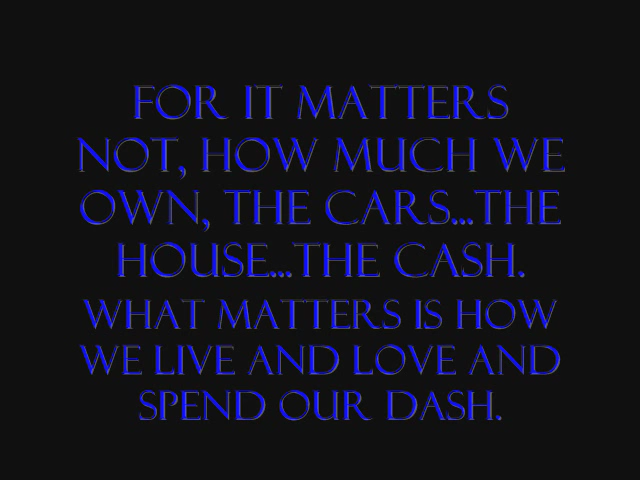 FOR IT MATTERS
NOT, HOW MUCH WE
OWN, THE CARS...THE
HOUSE...THE CASH.
WHAT MATTERS IS HOW
WE LIVE AND LOVE AND
SPEND OUR DASH.